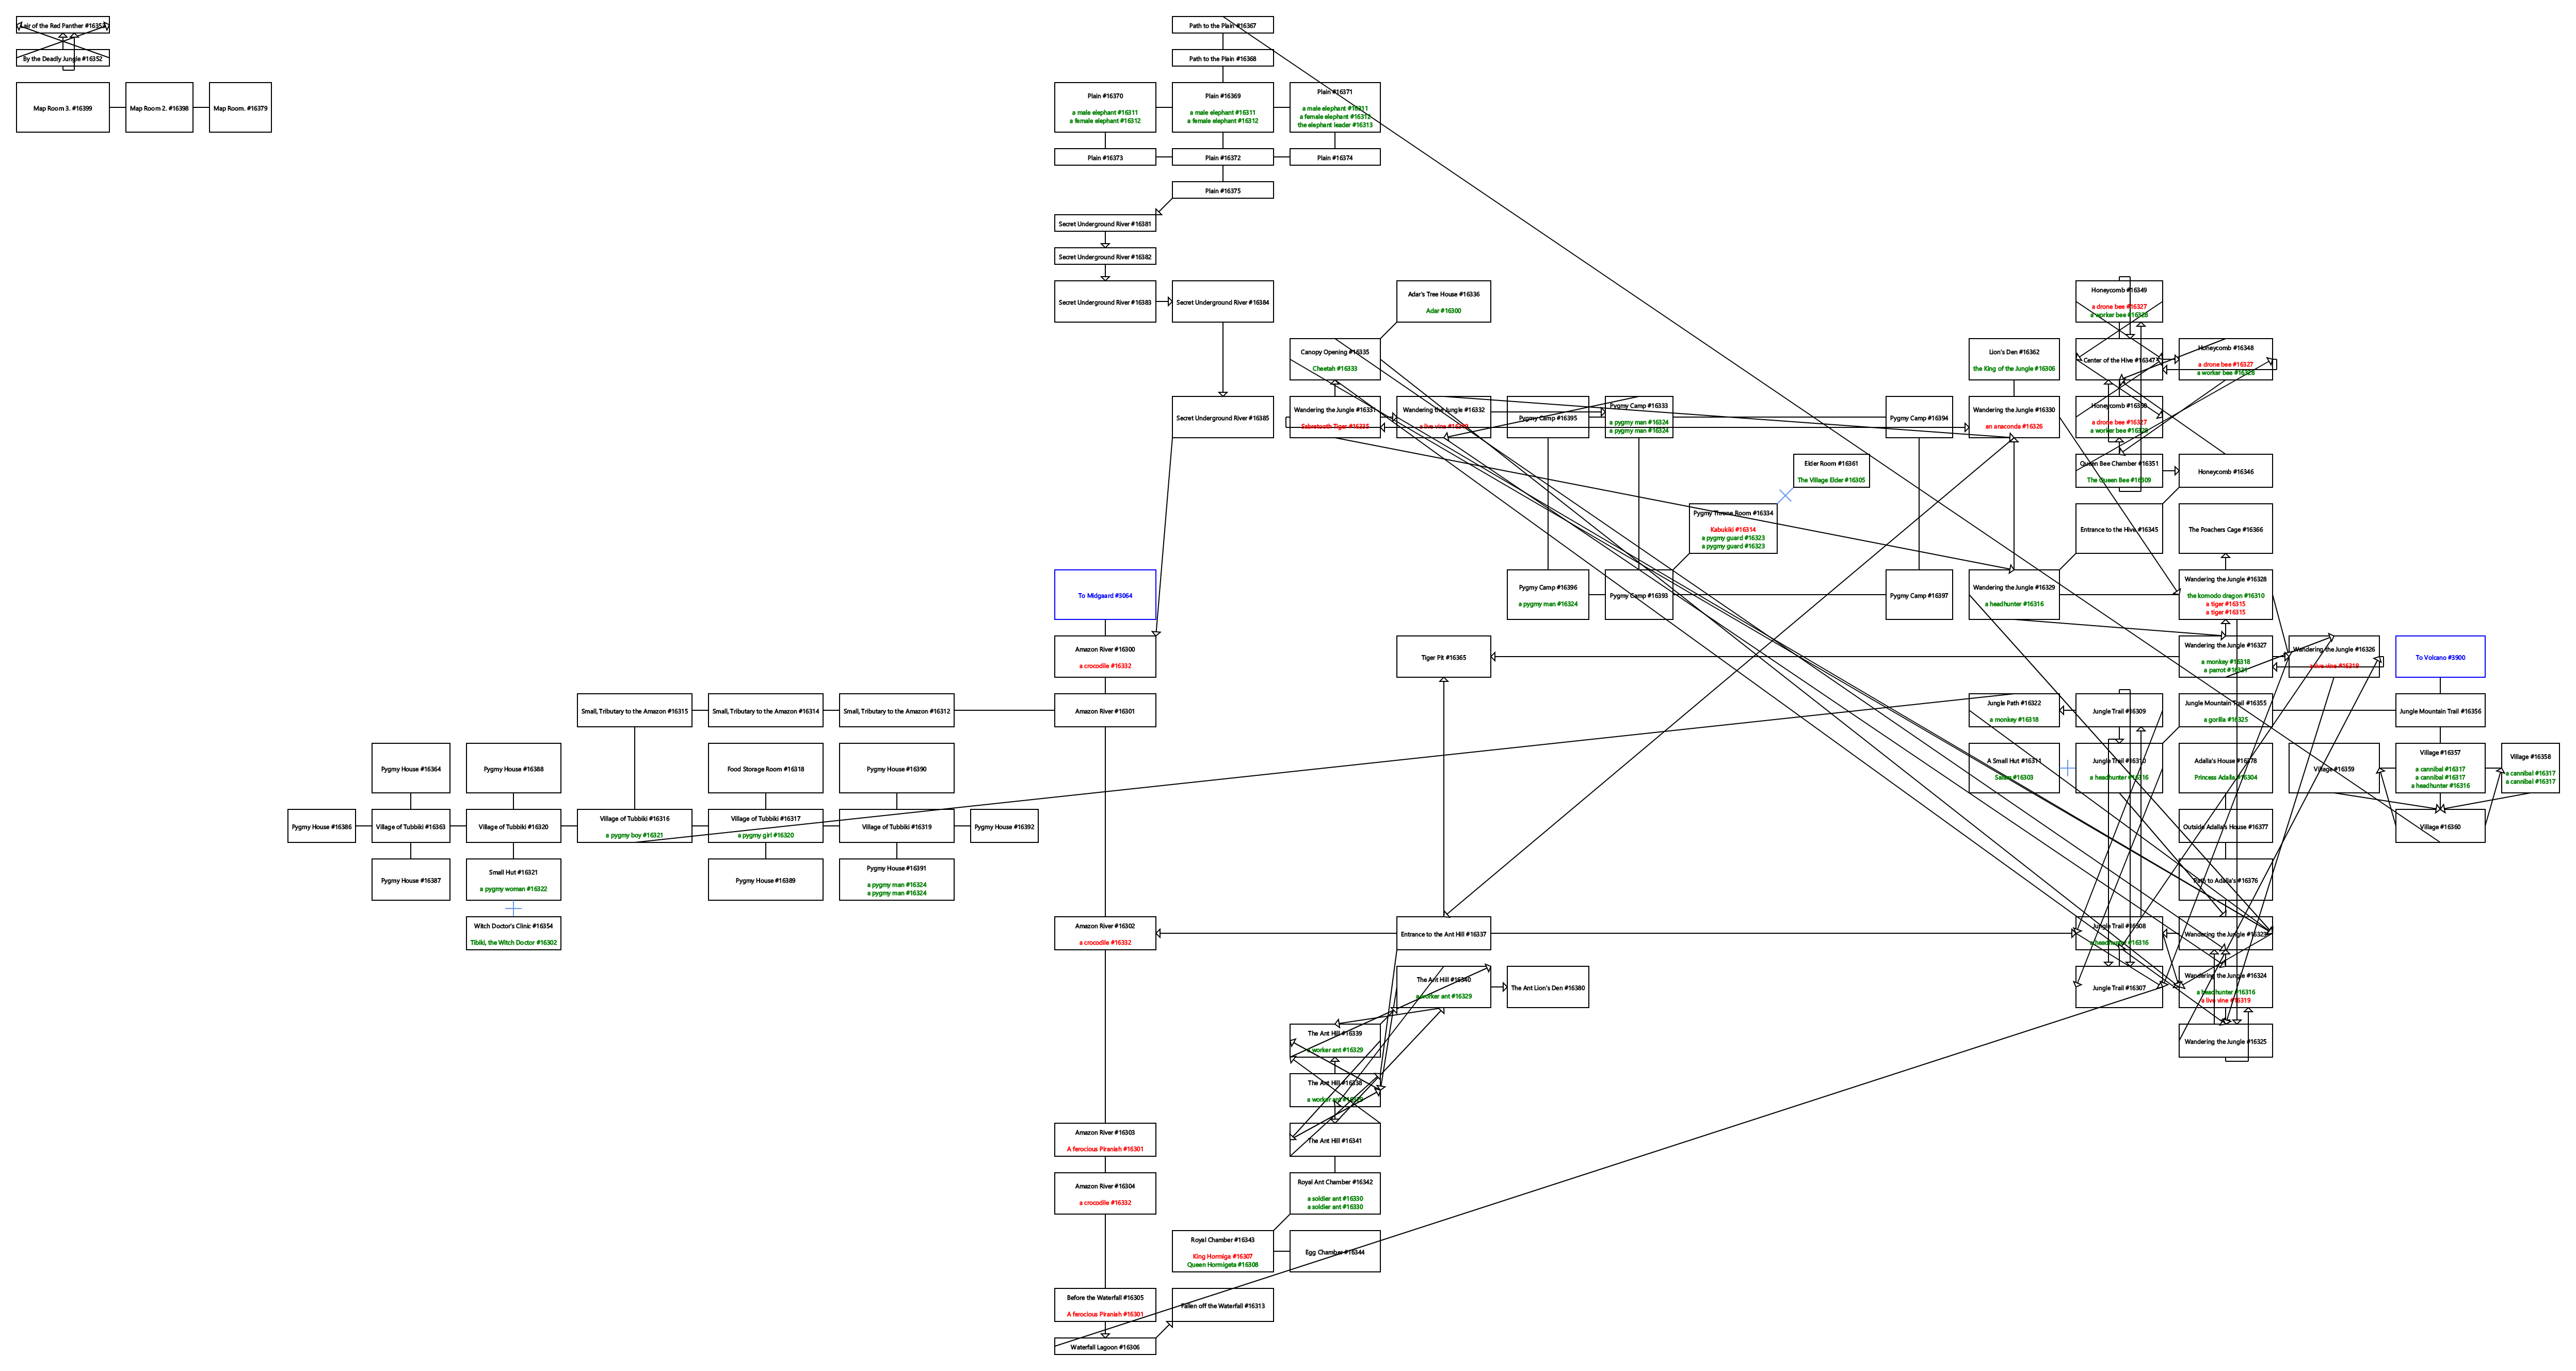 Lair of the Red Panther #16353
By the Deadly Jungle #16352
Map Room 3. #16399
Map Room 2. #16398
Map Room. #16379
Path to the Plain #16367
Path to the Plain #16368
Plain #16370
a male elephant #16311
a female elephant #16312
Plain #16369
a male elephant #16311
a female elephant #16312
Plain #16371
a male elephant #16311
a female elephant #16312
the elephant leader #16313
Plain #16373
Plain #16372
Plain #16374
Plain #16375
Secret Underground River #16381
Secret Underground River #16382
Secret Underground River #16383
Secret Underground River #16384
Adar's Tree House #16336
Adar #16300
Honeycomb #16349
a drone bee #16327
a worker bee #16328
Canopy Opening #16335
Cheetah #16333
Lion's Den #16362
the King of the Jungle #16306
Center of the Hive #16347
Honeycomb #16348
a drone bee #16327
a worker bee #16328
Secret Underground River #16385
Wandering the Jungle #16331
Sabretooth Tiger #16335
Wandering the Jungle #16332
a live vine #16319
Pygmy Camp #16395
Pygmy Camp #16333
a pygmy man #16324
a pygmy man #16324
Pygmy Camp #16394
Wandering the Jungle #16330
an anaconda #16326
Honeycomb #16350
a drone bee #16327
a worker bee #16328
Elder Room #16361
The Village Elder #16305
Queen Bee Chamber #16351
The Queen Bee #16309
Honeycomb #16346
Pygmy Throne Room #16334
Kabukiki #16314
a pygmy guard #16323
a pygmy guard #16323
Entrance to the Hive #16345
The Poachers Cage #16366
To Midgaard #3064
Pygmy Camp #16396
a pygmy man #16324
Pygmy Camp #16393
Pygmy Camp #16397
Wandering the Jungle #16329
a headhunter #16316
Wandering the Jungle #16328
the komodo dragon #16310
a tiger #16315
a tiger #16315
Amazon River #16300
a crocodile #16332
Tiger Pit #16365
Wandering the Jungle #16327
a monkey #16318
a parrot #16331
Wandering the Jungle #16326
a live vine #16319
To Volcano #3900
Small, Tributary to the Amazon #16315
Small, Tributary to the Amazon #16314
Small, Tributary to the Amazon #16312
Amazon River #16301
Jungle Path #16322
a monkey #16318
Jungle Trail #16309
Jungle Mountain Trail #16355
a gorilla #16325
Jungle Mountain Trail #16356
Pygmy House #16364
Pygmy House #16388
Food Storage Room #16318
Pygmy House #16390
A Small Hut #16311
#16303
Jungle Trail #16310
a headhunter #16316
Adalla's House #16378
Princess Adalla #16304
Village #16359
Village #16357
a cannibal #16317
a cannibal #16317
a headhunter #16316
Village #16358
a cannibal #16317
a cannibal #16317
Pygmy House #16386
Village of Tubbiki #16363
Village of Tubbiki #16320
Village of Tubbiki #16316
a pygmy boy #16321
Village of Tubbiki #16317
a pygmy girl #16320
Village of Tubbiki #16319
Pygmy House #16392
Outside Adalla's House #16377
Village #16360
Pygmy House #16387
Small Hut #16321
a pygmy woman #16322
Pygmy House #16389
Pygmy House #16391
a pygmy man #16324
a pygmy man #16324
Path to Adalla's #16376
Witch Doctor's Clinic #16354
Tibiki, the Witch Doctor #16302
Amazon River #16302
a crocodile #16332
Entrance to the Ant Hill #16337
Jungle Trail #16308
a headhunter #16316
Wandering the Jungle #16323
The Ant Hill #16340
a worker ant #16329
The Ant Lion's Den #16380
Jungle Trail #16307
Wandering the Jungle #16324
a headhunter #16316
a live vine #16319
The Ant Hill #16339
a worker ant #16329
Wandering the Jungle #16325
The Ant Hill #16338
a worker ant #16329
Amazon River #16303
A ferocious Piranish #16301
The Ant Hill #16341
Amazon River #16304
a crocodile #16332
Royal Ant Chamber #16342
a soldier ant #16330
a soldier ant #16330
Royal Chamber #16343
King Hormiga #16307
Queen Hormigeta #16308
Egg Chamber #16344
Before the Waterfall #16305
A ferocious Piranish #16301
Fallen off the Waterfall #16313
Waterfall Lagoon #16306